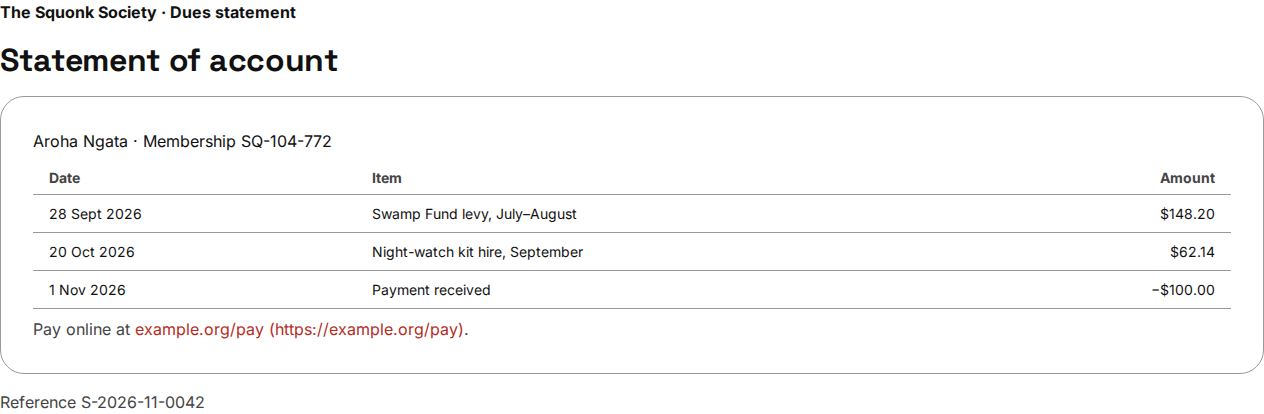 The Squonk Society · Dues statement
Statement of account
Aroha Ngata · Membership SQ-104-772
Date Item Amount
28 Sept 2026 Swamp Fund levy, July–August $148.20
20 Oct 2026 Night-watch kit hire, September $62.14
1 Nov 2026 Payment received −$100.00
Pay online at example.org/pay (https://example.org/pay).
Reference S-2026-11-0042